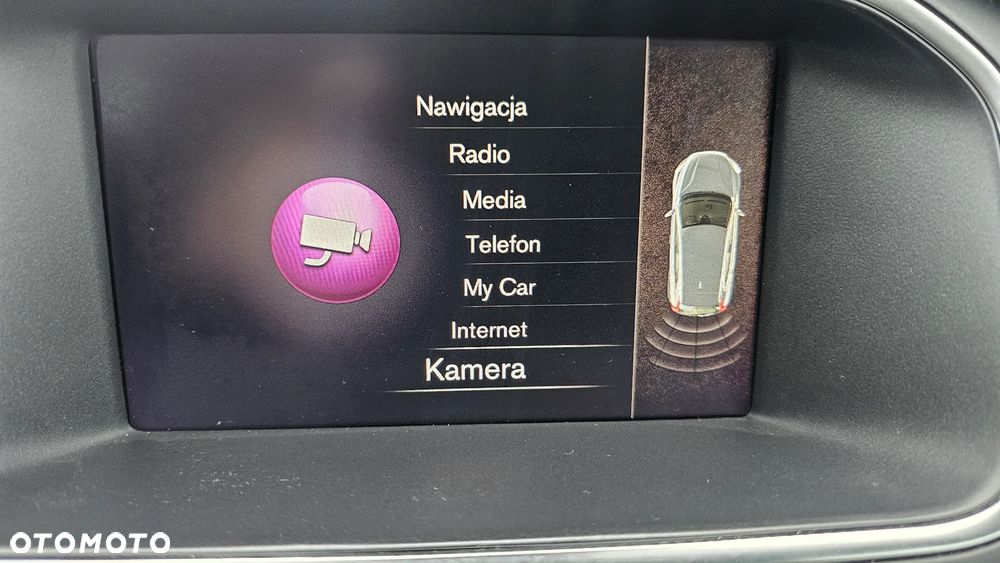 Nawigacja
Radio
Media
Telefon
My Car
Internet
Kamera
OTOMOTO